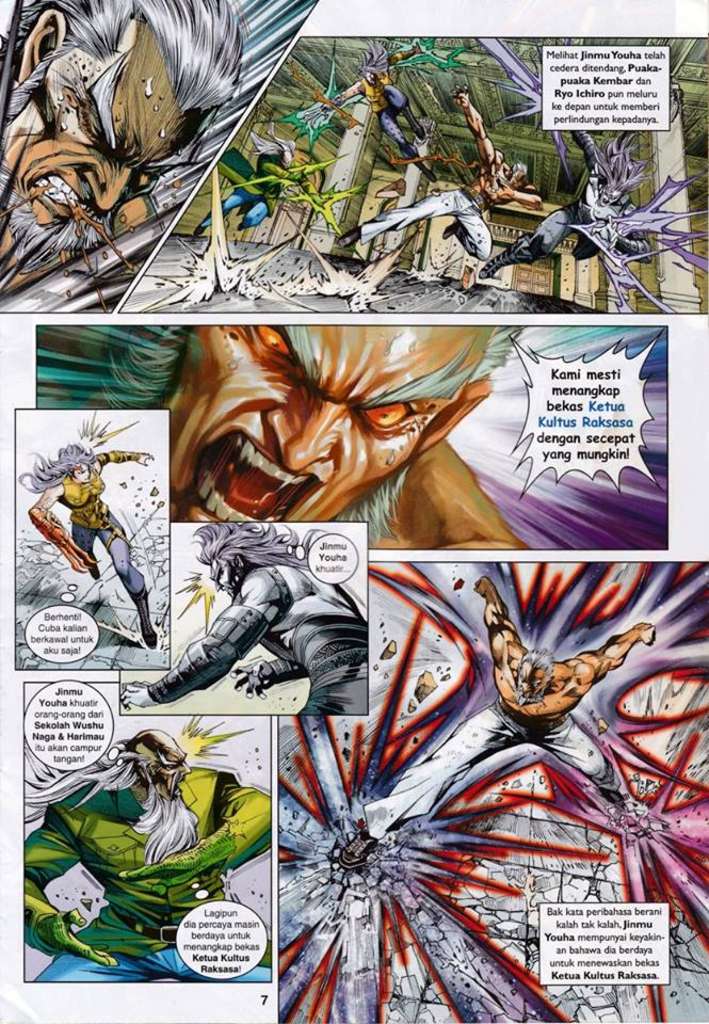 Melihat Jinmu Youha telah
cedera ditendang, Puaka-
puaka Kembar dan
Ryo Ichiro pun meluru
ke depan untuk memberi
perlindungan kepadanya.
Kami mesti
menangkap
bekas Ketua
Kultus Raksasa
dengan secepat
yang mungkin!
Berhenti!
Cuba kalian
berkawal untuk
aku saja!
Jinmu
Youha
khuatir...
Jinmu
Youha khuatir
orang-orang dari
Sekolah Wushu
Naga & Harimau
itu akan campur
tangan!
Lagipun
dia percaya masin
berdaya untuk
menangkap bekas
Ketua Kultus
Raksasa!
Bak kata peribahasa berani
kalah tak kalah, Jinmu
Youha mempunyai keyakin-
an bahawa dia berdaya
untuk menewaskan bekas
Ketua Kultus Raksasa.
7